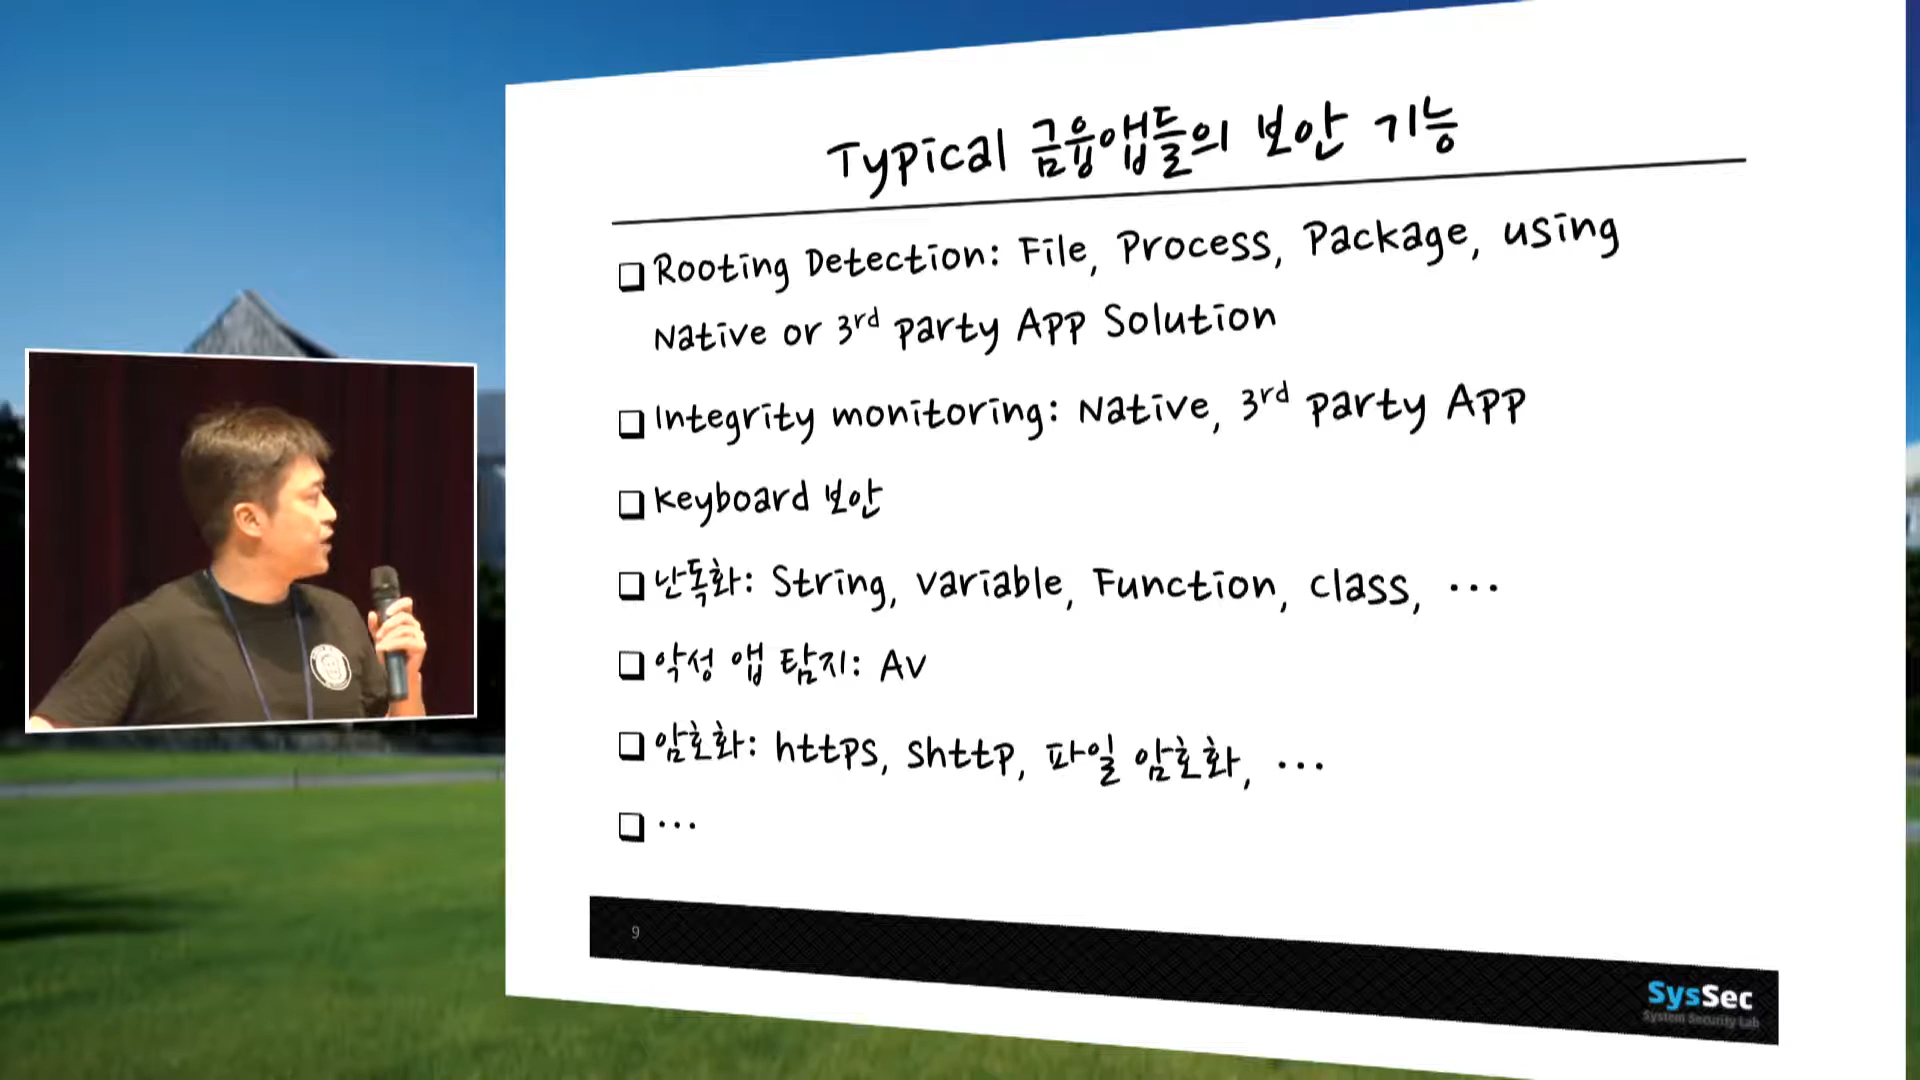 Typical 금융앱들의 보안 기능
Rooting Detection: File, Process, Package, using
Native or 3rd party App Solution
Integrity monitoring: Native, 3rd party App
Keyboard 보안
난독화: String, Variable, Function, Class, ...
악성 앱 탐지: AV
암호화: https, shttp, 파일 암호화, ...
...
9
SysSec
System Security Lab